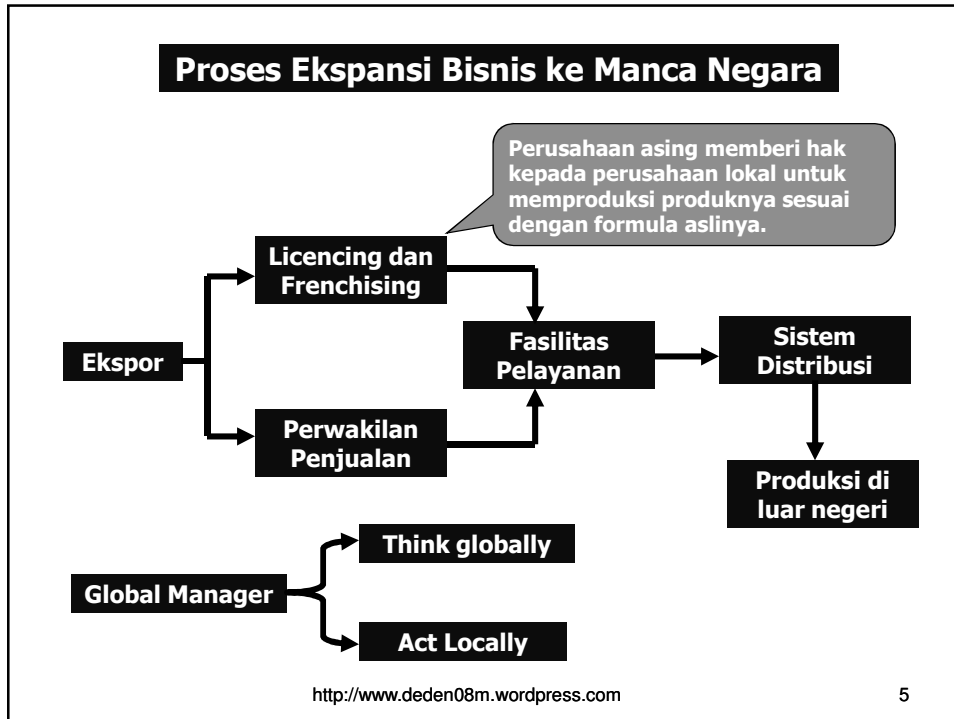 Proses Ekspansi Bisnis ke Manca Negara
Perusahaan asing memberi hak
kepada perusahaan lokal untuk
memproduksi produknya sesuai
dengan formula aslinya.
Licencing dan
Frenchising
Ekspor
Fasilitas
Pelayanan
Sistem
Distribusi
Perwakilan
Penjualan
Produksi di
luar negeri
Think globally
Global Manager
Act Locally
http://www.deden08m.wordpress.com
5